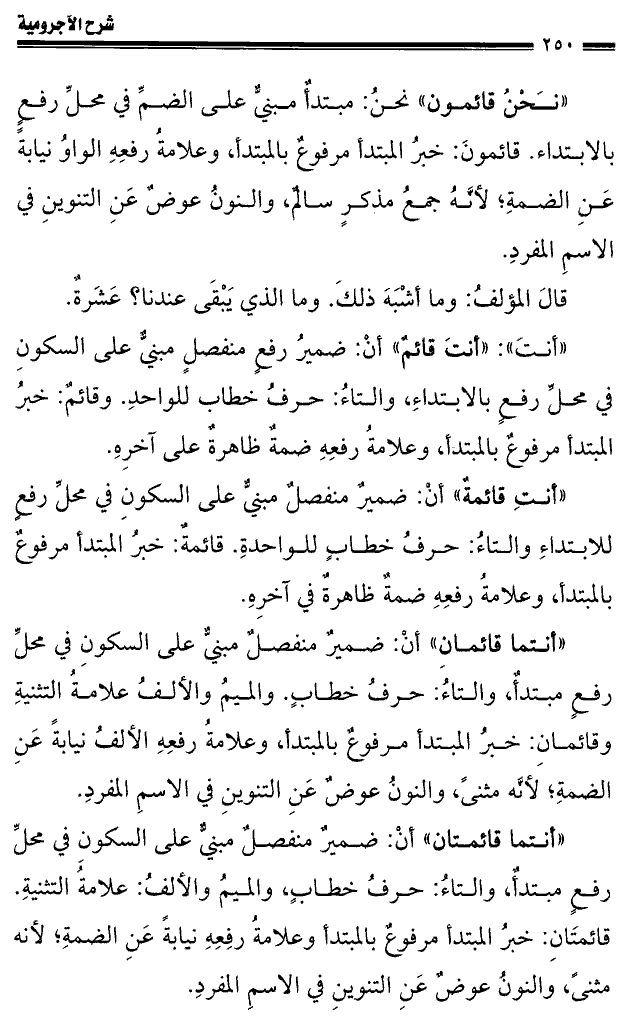 شرح الآجرومية
٢٥٠
«نَحْنُ قائمون» نحنُ: مبتدأٌ مبنيٌّ على الضمِّ في محلِّ رفعٍ
بالابتداء. قائمونَ: خبرُ المبتدأ مرفوعٌ بالمبتدأ، وعلامةُ رفعِهِ الواوُ نيابةً
عَنِ الضمةِ؛ لأنَّهُ جمعُ مذكرٍ سالمٌ، والنونُ عوضٌ عَنِ التنوينِ في
الاسمِ المفردِ.
قالَ المؤلفُ: وما أشْبَهَ ذلكَ. وما الذي يَبْقَى عندنا؟ عَشَرةٌ.
«أنتَ»: «أنتَ قائمٌ» أنْ: ضميرُ رفعٍ منفصلٍ مبنيٌّ على السكونِ
في محلِّ رفعٍ بالابتداءِ، والتاءُ: حرفُ خطاب للواحدِ. وقائمٌ: خبرُ
المبتدأ مرفوعٌ بالمبتدأ، وعلامةُ رفعِهِ ضمةٌ ظاهرةٌ على آخرِهِ.
«أنتِ قائمةٌ» أنْ: ضميرٌ منفصلٌ مبنيٌّ على السكونِ في محلِّ رفعٍ
للابتداءِ والتاءُ: حرفُ خطابٍ للواحدةِ. قائمةٌ: خبرُ المبتدأ مرفوعٌ
بالمبتدأ، وعلامةُ رفعِهِ ضمةٌ ظاهرةٌ في آخرِهِ.
«أنتما قائمان» أنْ: ضميرٌ منفصلٌ مبنيٌّ على السكونِ في محلِّ
رفعٍ مبتدأٌ، والتاءُ: حرفُ خطابٍ. والميمُ والألفُ علامةُ التثنيةِ
وقائمانِ: خبرُ المبتدأ مرفوعٌ بالمبتدأ، وعلامةُ رفعِهِ الألفُ نيابةً عَنِ
الضمةِ؛ لأنَّه مثنىً، والنونُ عوضٌ عَنِ التنوينِ في الاسمِ المفردِ.
«أنتما قائمتان» أنْ: ضميرٌ منفصلٌ مبنيٌّ على السكونِ في محلِّ
رفعٍ مبتدأٌ، والتاءُ: حرفُ خطابٍ، والميمُ والألفُ: علامةُ التثنيةِ.
قائمتَانِ: خبرُ المبتدأ مرفوعٌ بالمبتدأ وعلامةُ رفعِهِ نيابةً عَنِ الضمةِ؛ لأنه
مثنىً، والنونُ عوضٌ عَنِ التنوينِ في الاسمِ المفردِ.